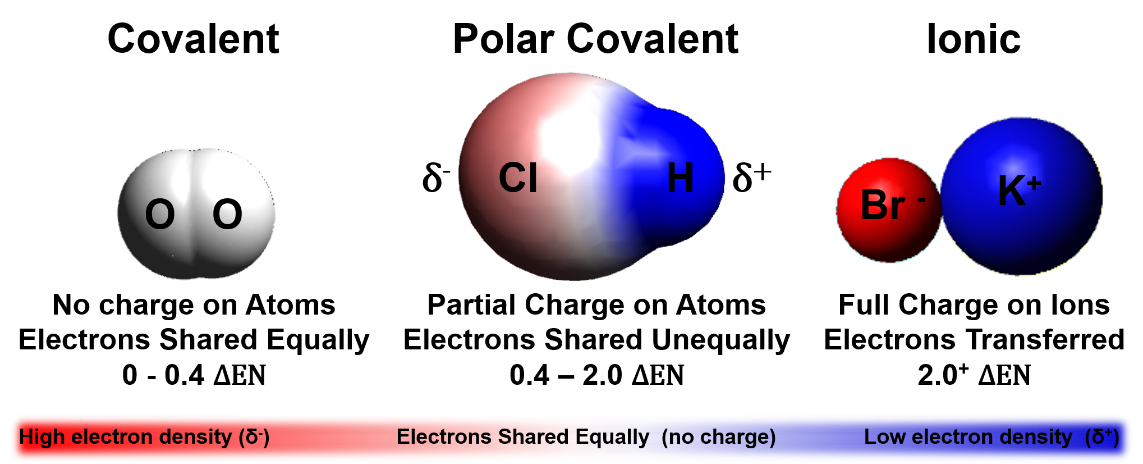 Covalent
Polar Covalent
Ionic
O O
δ- Cl H δ+
Br - K+
No charge on Atoms
Electrons Shared Equally
0 - 0.4 ΔEN
Partial Charge on Atoms
Electrons Shared Unequally
0.4 – 2.0 ΔEN
Full Charge on Ions
Electrons Transferred
2.0+ ΔEN
High electron density (δ-)
Electrons Shared Equally (no charge)
Low electron density (δ+)